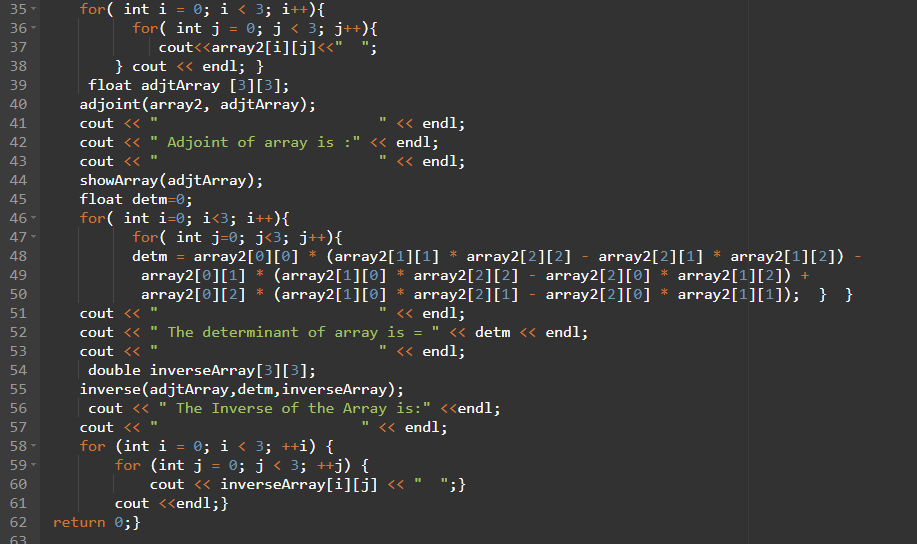 35 for( int i = 0; i < 3; i++){
36 for( int j = 0; j < 3; j++){
37 cout<<array2[i][j]<<"  ";
38 } cout << endl; }
39 float adjtArray [3][3];
40 adjoint(array2, adjtArray);
41 cout << "                         " << endl;
42 cout << " Adjoint of array is :" << endl;
43 cout << "                         " << endl;
44 showArray(adjtArray);
45 float detm=0;
46 for( int i=0; i<3; i++){
47 for( int j=0; j<3; j++){
48 detm = array2[0][0] * (array2[1][1] * array2[2][2] - array2[2][1] * array2[1][2]) -
49 array2[0][1] * (array2[1][0] * array2[2][2] - array2[2][0] * array2[1][2]) +
50 array2[0][2] * (array2[1][0] * array2[2][1] - array2[2][0] * array2[1][1]);  }  }
51 cout << "                         " << endl;
52 cout << " The determinant of array is = " << detm << endl;
53 cout << "                         " << endl;
54 double inverseArray[3][3];
55 inverse(adjtArray,detm,inverseArray);
56 cout << " The Inverse of the Array is:" <<endl;
57 cout << "                       " << endl;
58 for (int i = 0; i < 3; ++i) {
59 for (int j = 0; j < 3; ++j) {
60 cout << inverseArray[i][j] << "  ";}
61 cout <<endl;}
62 return 0;}
63